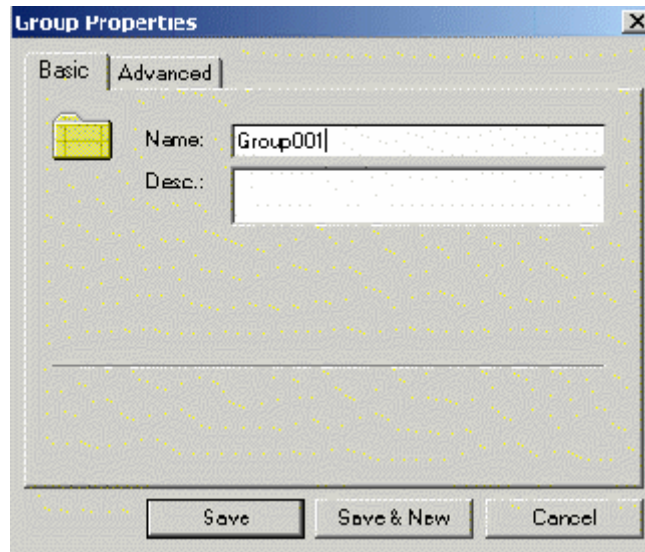 Group Properties
Basic Advanced
Name: Group001
Desc.:
Save Save & New Cancel